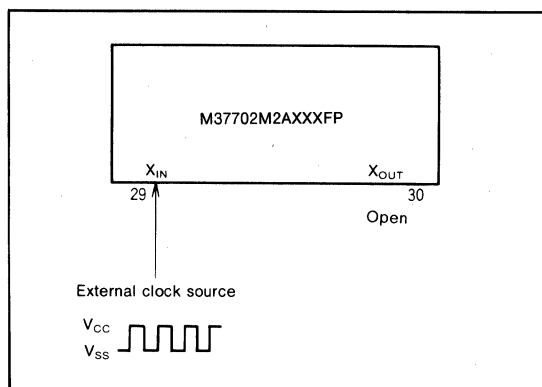 M37702M2AXXXFP
XIN XOUT
29 30
Open
External clock source
VCC
VSS